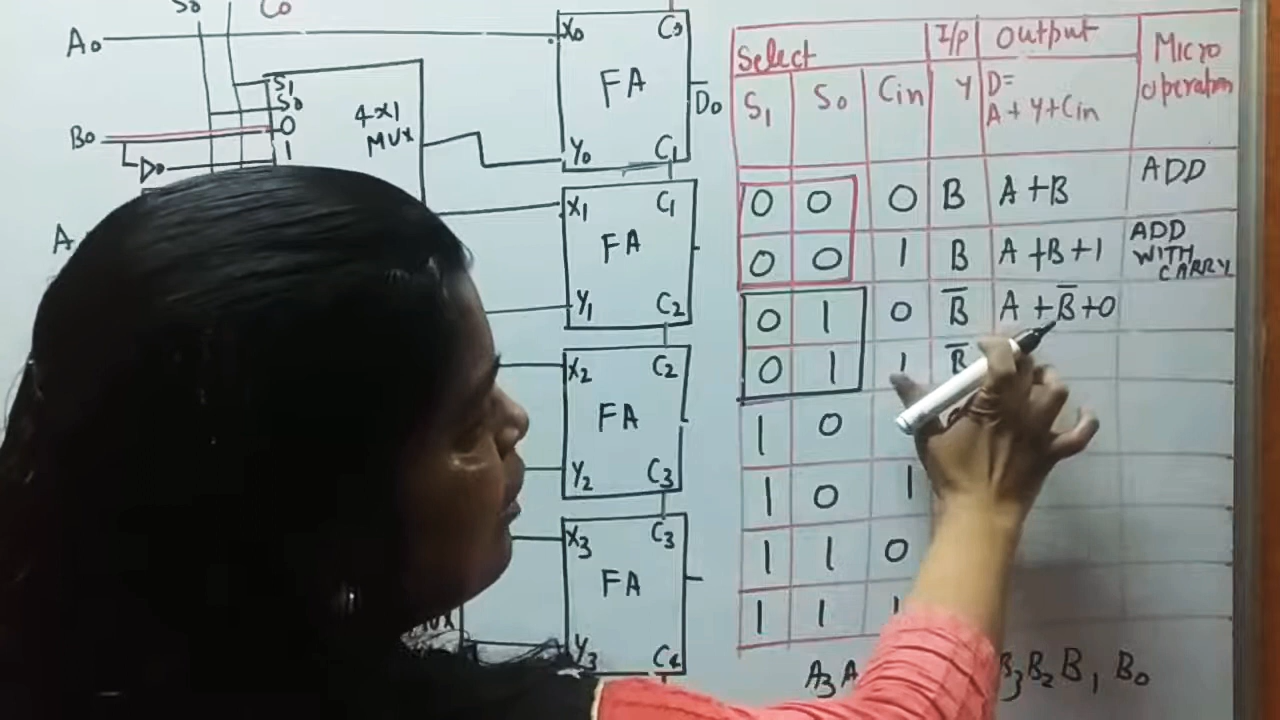 S0 C0
A0
B0
S1
S0
0
1
4x1
MUX
X0 C0
FA
D0
Y0 C1
X1 C1
FA
Y1 C2
X2 C2
FA
Y2 C3
X3 C3
FA
Y3 C4
A
MUX
Select I/P Output Micro operation
S1 S0 Cin Y D= A + Y + Cin
0 0 0 B A + B ADD
0 0 1 B A + B + 1 ADD WITH CARRY
0 1 0 B̅ A + B̅ + 0
0 1 1 B̅
1 0
1 0 1
1 1 0
1 1 1
A3 A B3 B2 B1 B0